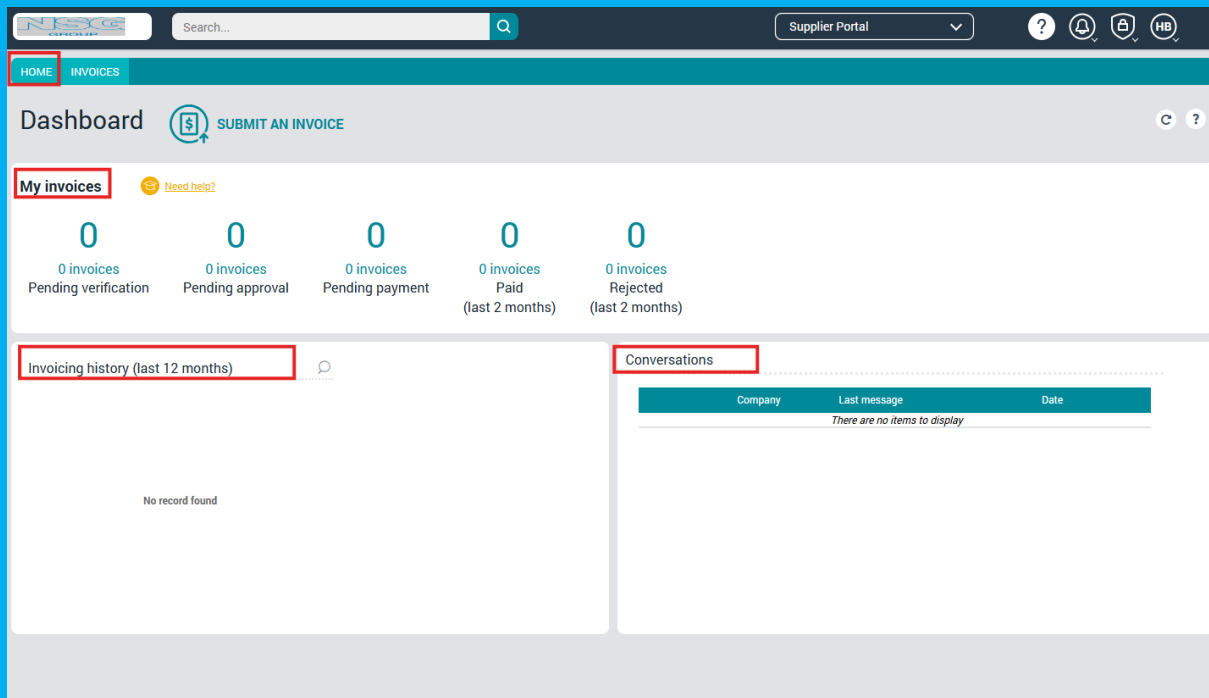 NSG
GROUP
Search...
Supplier Portal
?
HB
HOME INVOICES
Dashboard
$
SUBMIT AN INVOICE
?
My invoices
Need help?
0 0 0 0 0
0 invoices 0 invoices 0 invoices 0 invoices 0 invoices
Pending verification Pending approval Pending payment Paid Rejected
(last 2 months) (last 2 months)
Invoicing history (last 12 months)
Conversations
Company Last message Date
There are no items to display
No record found